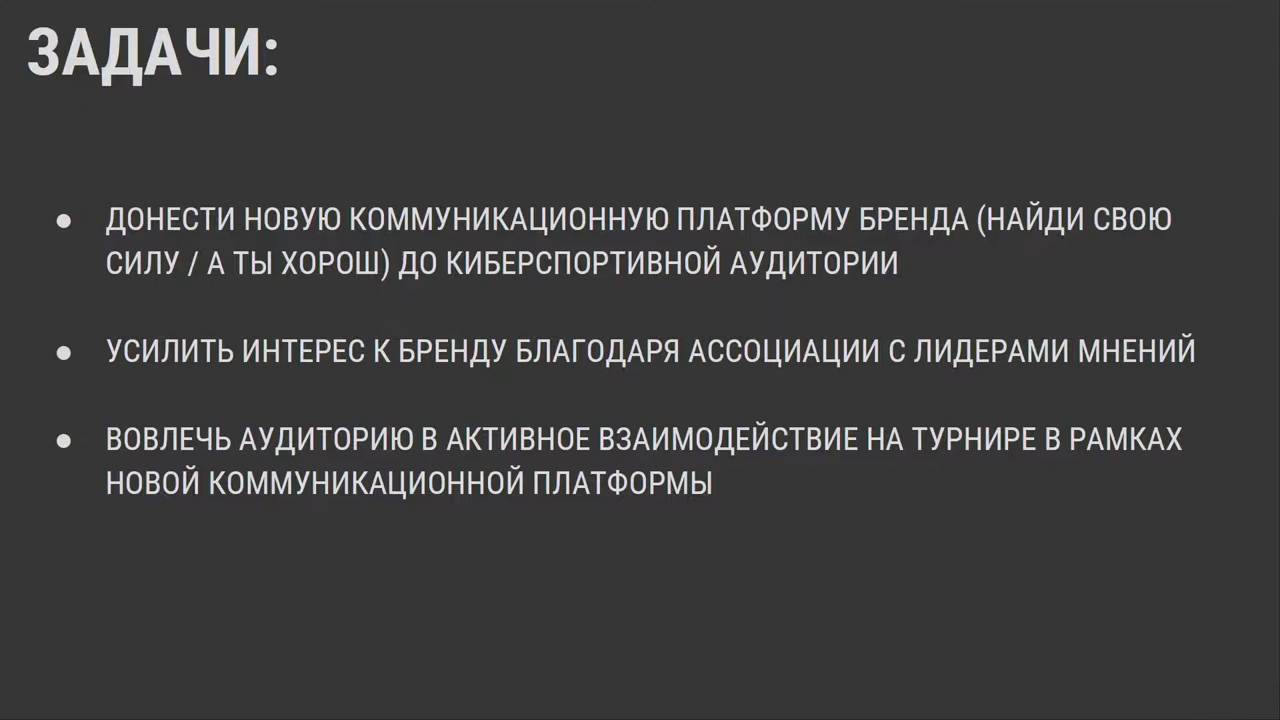 ЗАДАЧИ:
● ДОНЕСТИ НОВУЮ КОММУНИКАЦИОННУЮ ПЛАТФОРМУ БРЕНДА (НАЙДИ СВОЮ
СИЛУ / А ТЫ ХОРОШ) ДО КИБЕРСПОРТИВНОЙ АУДИТОРИИ
● УСИЛИТЬ ИНТЕРЕС К БРЕНДУ БЛАГОДАРЯ АССОЦИАЦИИ С ЛИДЕРАМИ МНЕНИЙ
● ВОВЛЕЧЬ АУДИТОРИЮ В АКТИВНОЕ ВЗАИМОДЕЙСТВИЕ НА ТУРНИРЕ В РАМКАХ
НОВОЙ КОММУНИКАЦИОННОЙ ПЛАТФОРМЫ